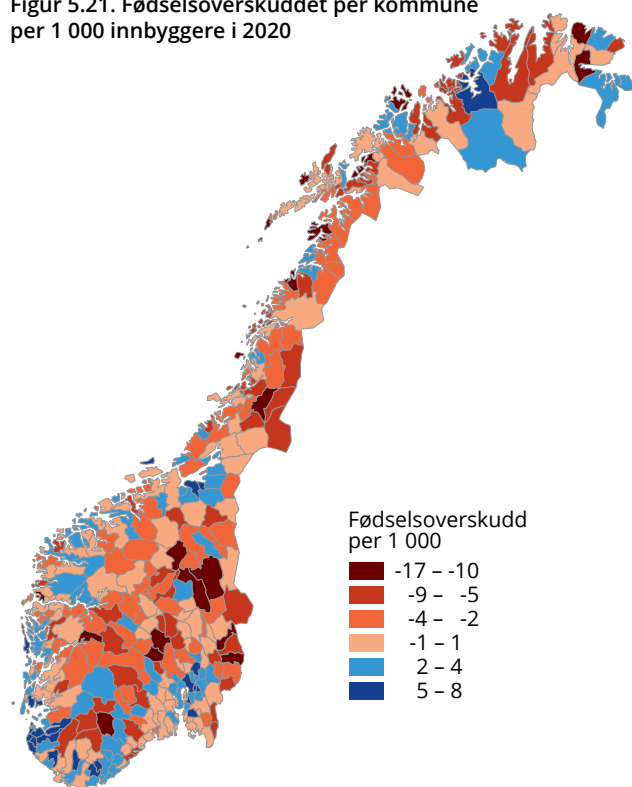 Figur 5.21. Fødselsoverskuddet per kommune
per 1 000 innbyggere i 2020
Fødselsoverskudd
per 1 000
-17 – -10
-9 – -5
-4 – -2
-1 – 1
2 – 4
5 – 8